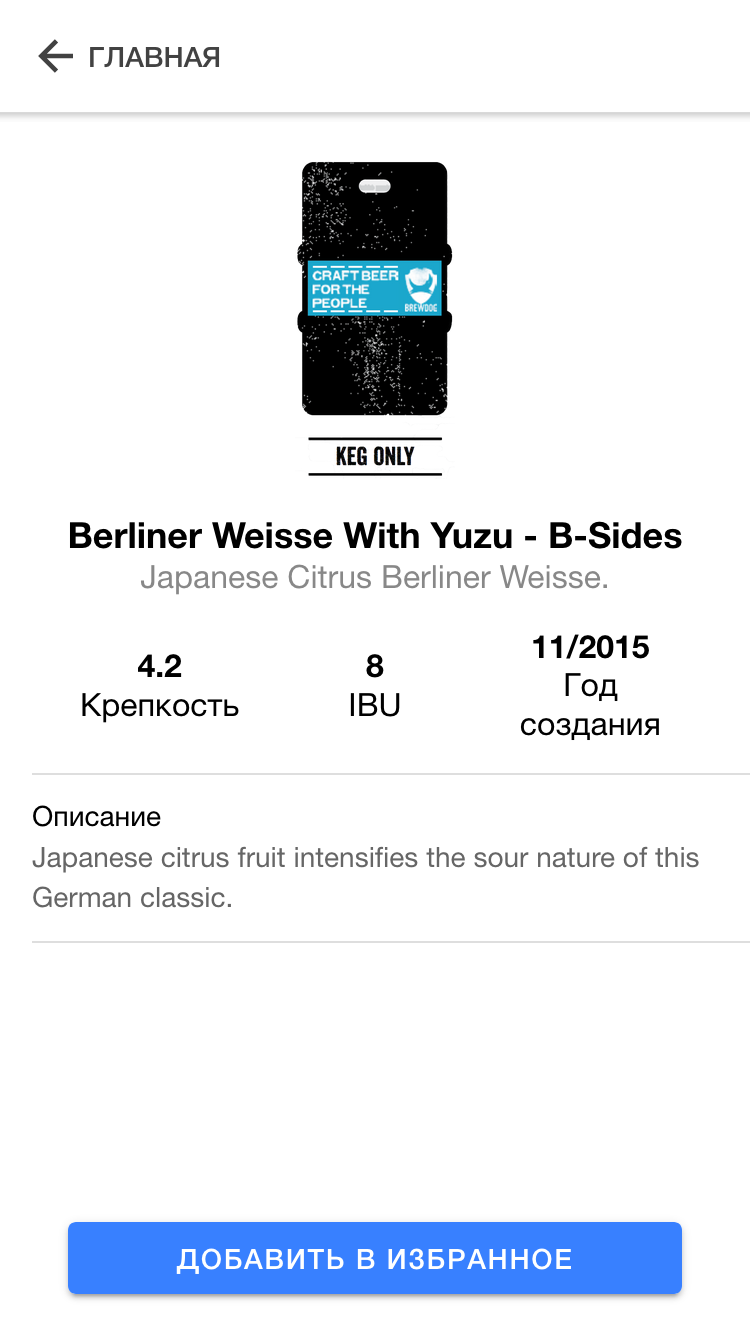 ГЛАВНАЯ
CRAFT BEER
FOR THE
PEOPLE
BREWDOG
KEG ONLY
Berliner Weisse With Yuzu - B-Sides
Japanese Citrus Berliner Weisse.
4.2
Крепкость
8
IBU
11/2015
Год
создания
Описание
Japanese citrus fruit intensifies the sour nature of this
German classic.
ДОБАВИТЬ В ИЗБРАННОЕ